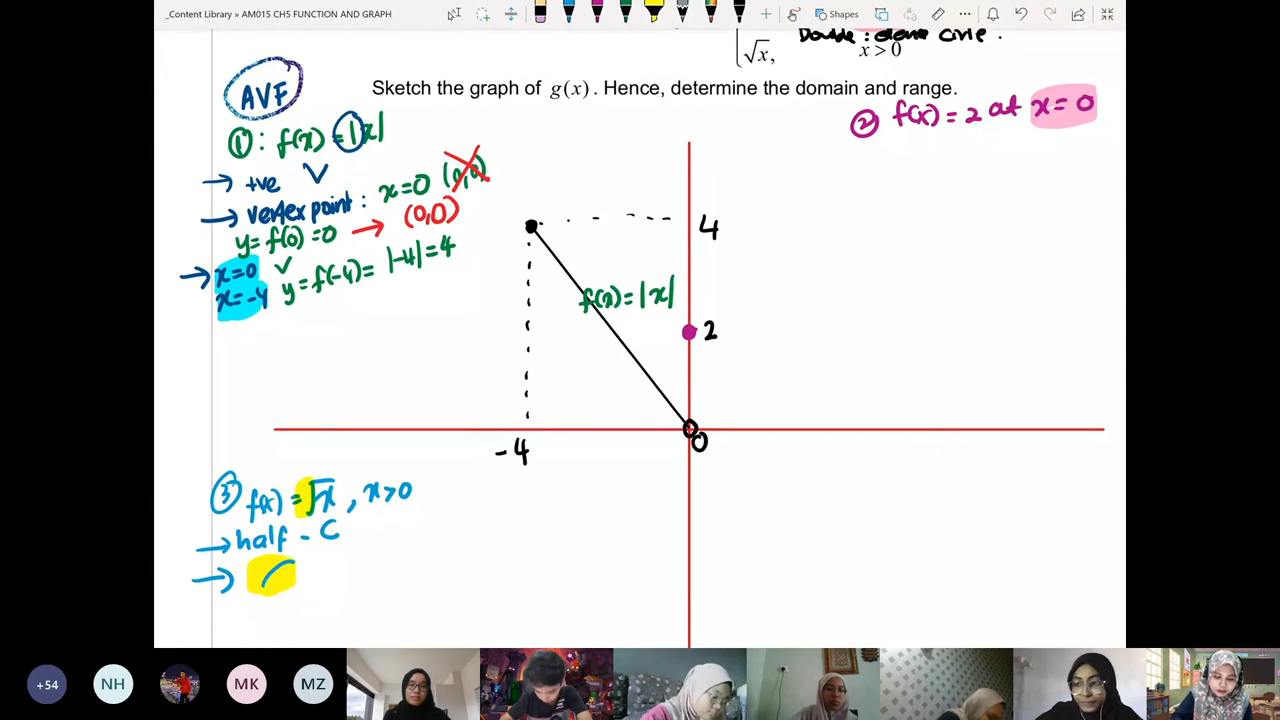 _Content Library » AM015 CH5 FUNCTION AND GRAPH
Shapes
√x, x > 0
Double : circle .
Sketch the graph of g(x) . Hence, determine the domain and range.
AVF
② f(x) = 2 at x = 0
① : f(x) = |x|
→ +ve V
→ vertex point : x = 0 (0,0)
y = f(0) = 0 → (0,0)
→ x = 0 ✓
x = -4 y = f(-4) = |-4| = 4
4
f(x) = |x|
2
-4
0
③ f(x) = √x , x > 0
→ half - C
→
+54
NH
MK
MZ